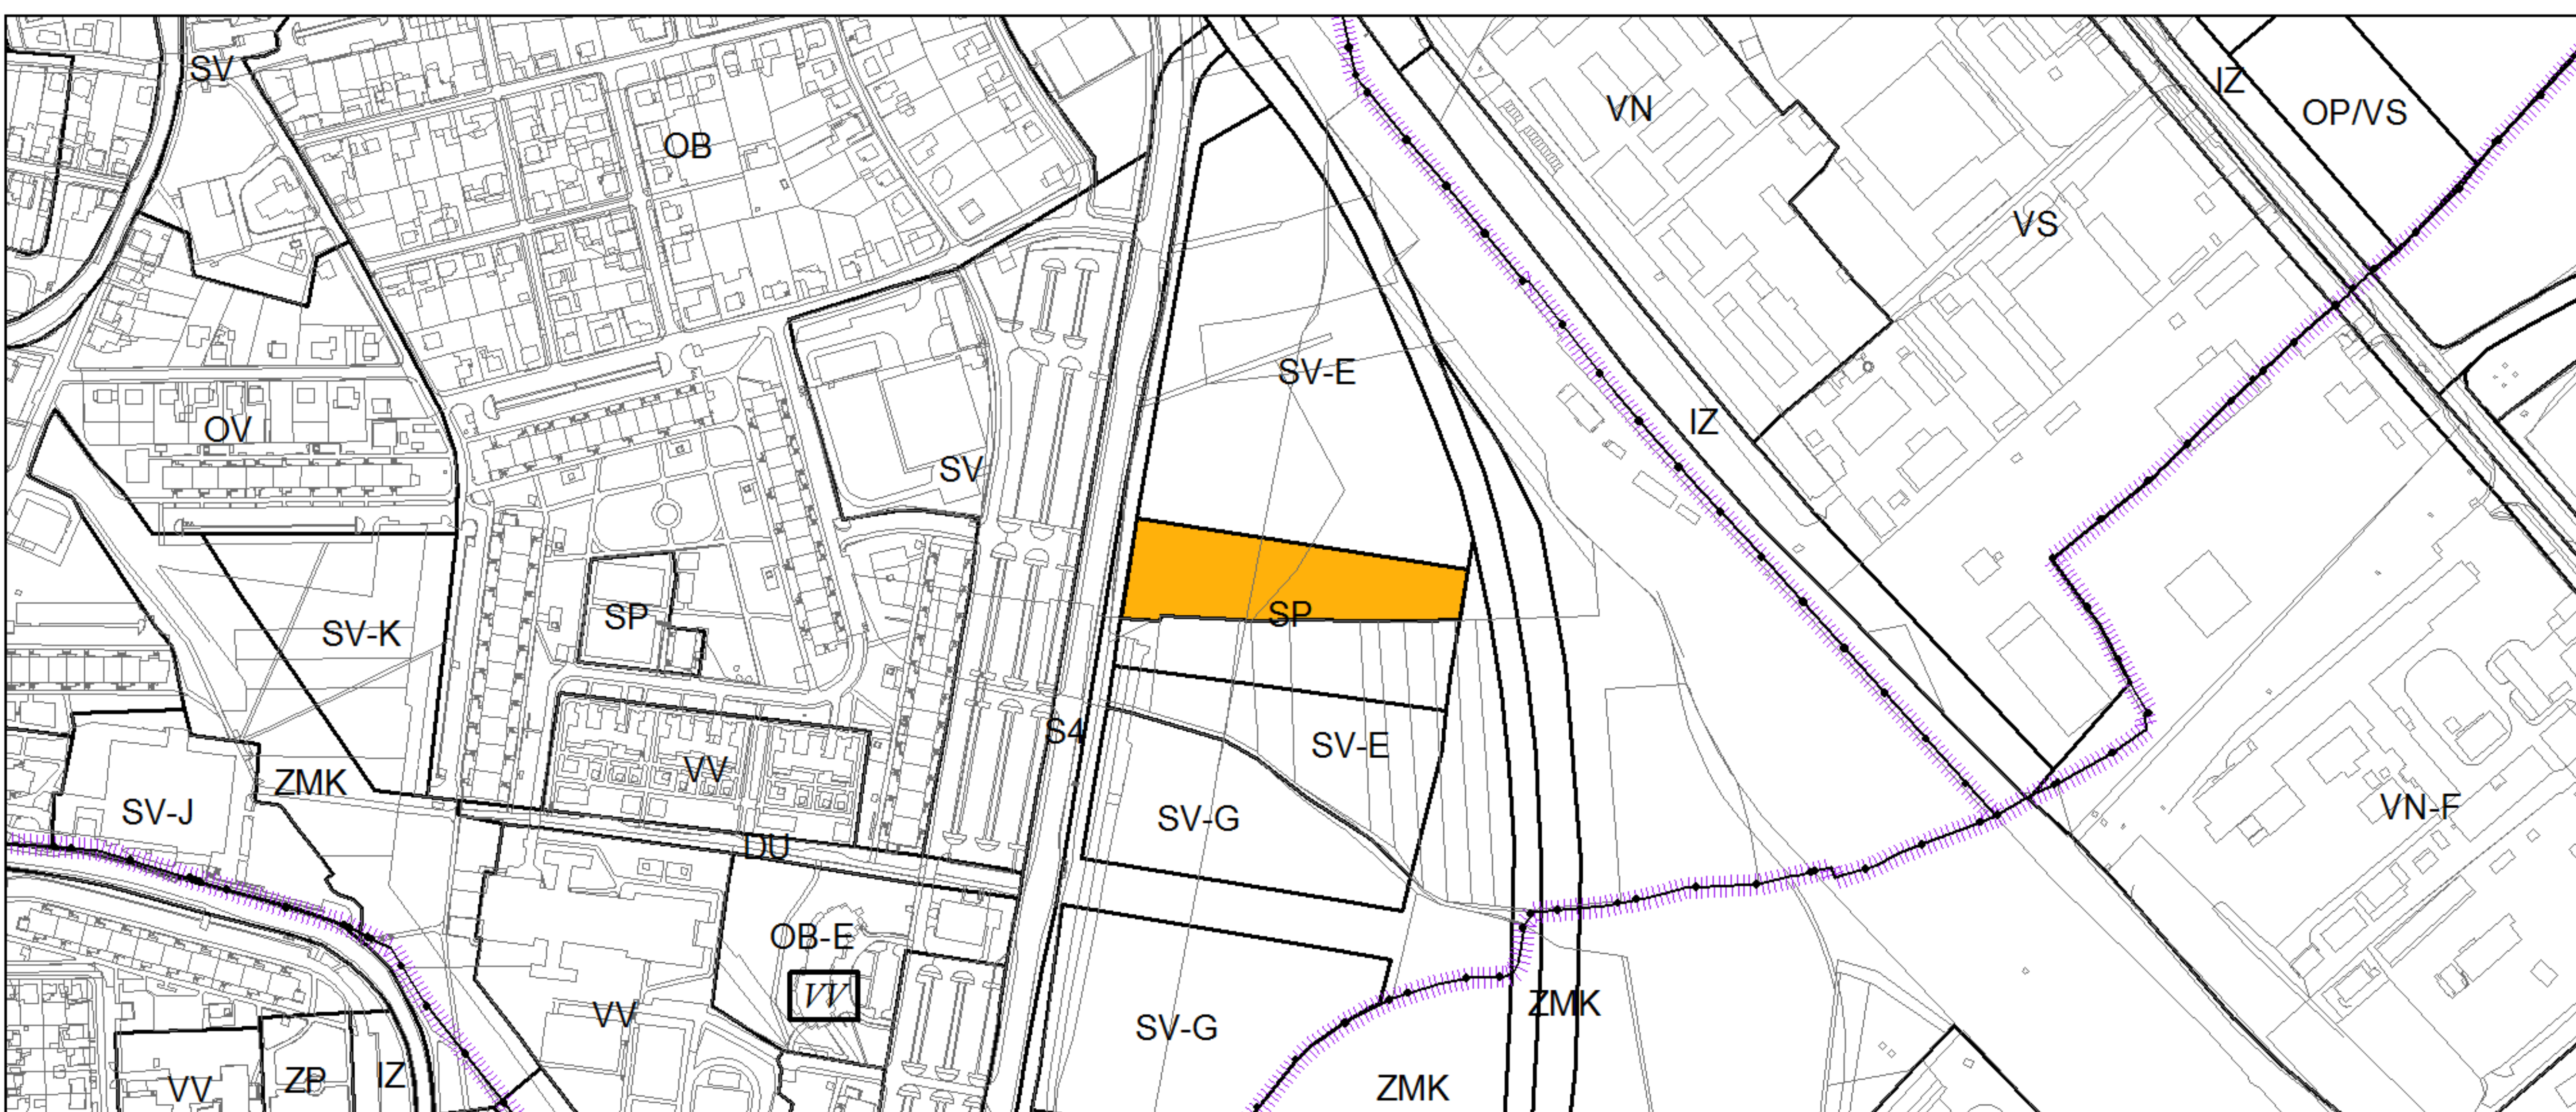 SV
IZ
OP/VS
VN
OB
VS
SV-E
IZ
OV
SV
SP
SP
SV-K
S4
SV-E
VV
ZMK
SV-J
SV-G
VN-F
DU
OB-E
VV
ZMK
VV
SV-G
IZ
ZP
VV
ZMK